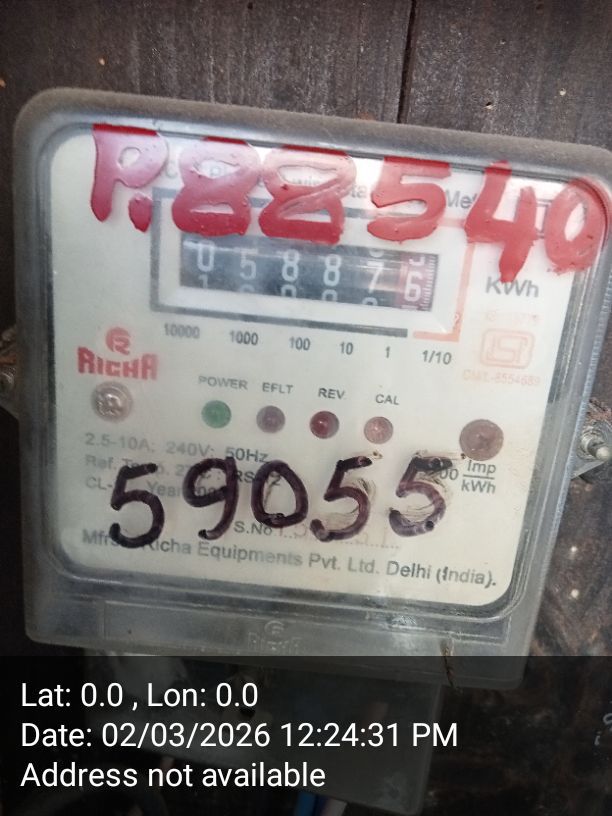 P.88540
0 5 8 8 7 6
KWh
10000 1000 100 10 1 1/10
RICHA
POWER EFLT REV. CAL
2.5-10A; 240V; 50Hz
Imp
kWh
59055
S.No.
Richa Equipments Pvt. Ltd. Delhi (India).
Lat: 0.0 , Lon: 0.0
Date: 02/03/2026 12:24:31 PM
Address not available